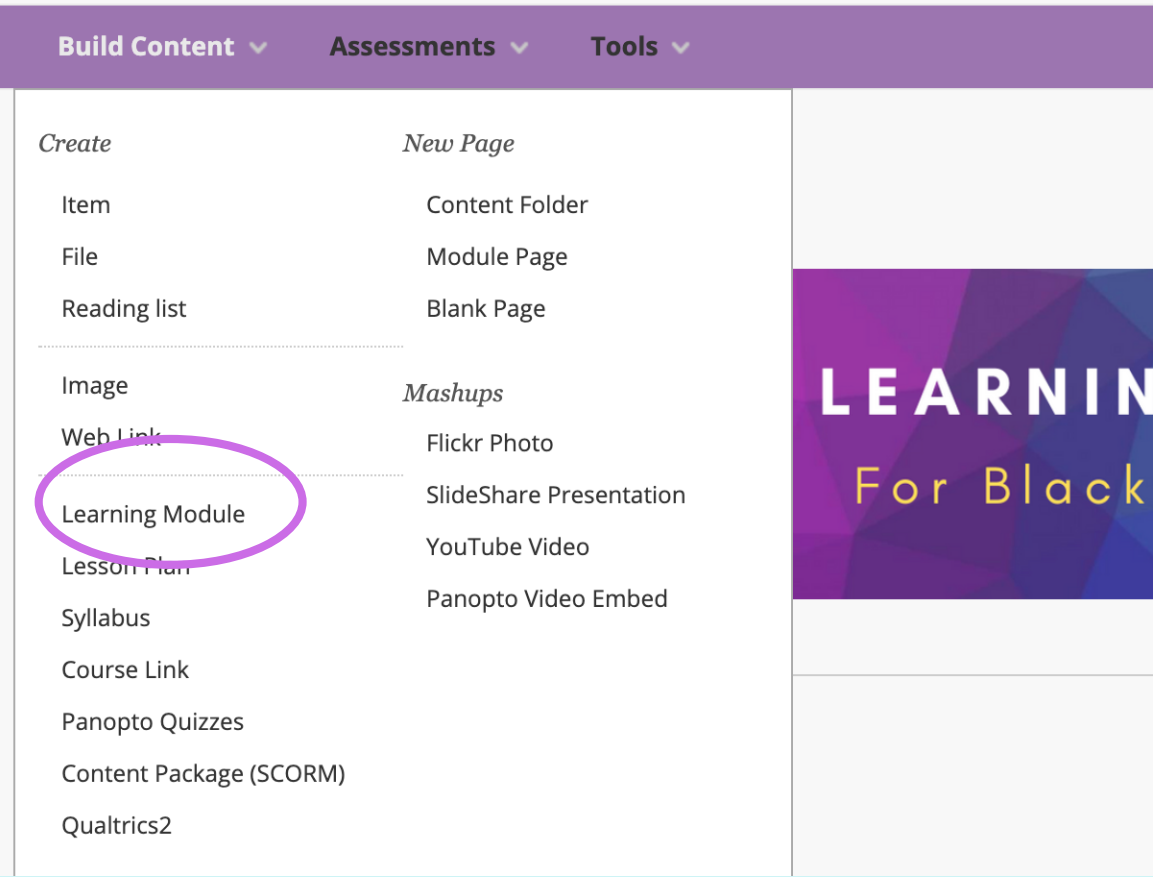 Build Content
Assessments
Tools
Create
Item
File
Reading list
Image
Web Link
Learning Module
Lesson Plan
Syllabus
Course Link
Panopto Quizzes
Content Package (SCORM)
Qualtrics2
New Page
Content Folder
Module Page
Blank Page
Mashups
Flickr Photo
SlideShare Presentation
YouTube Video
Panopto Video Embed
LEARNIN
For Black